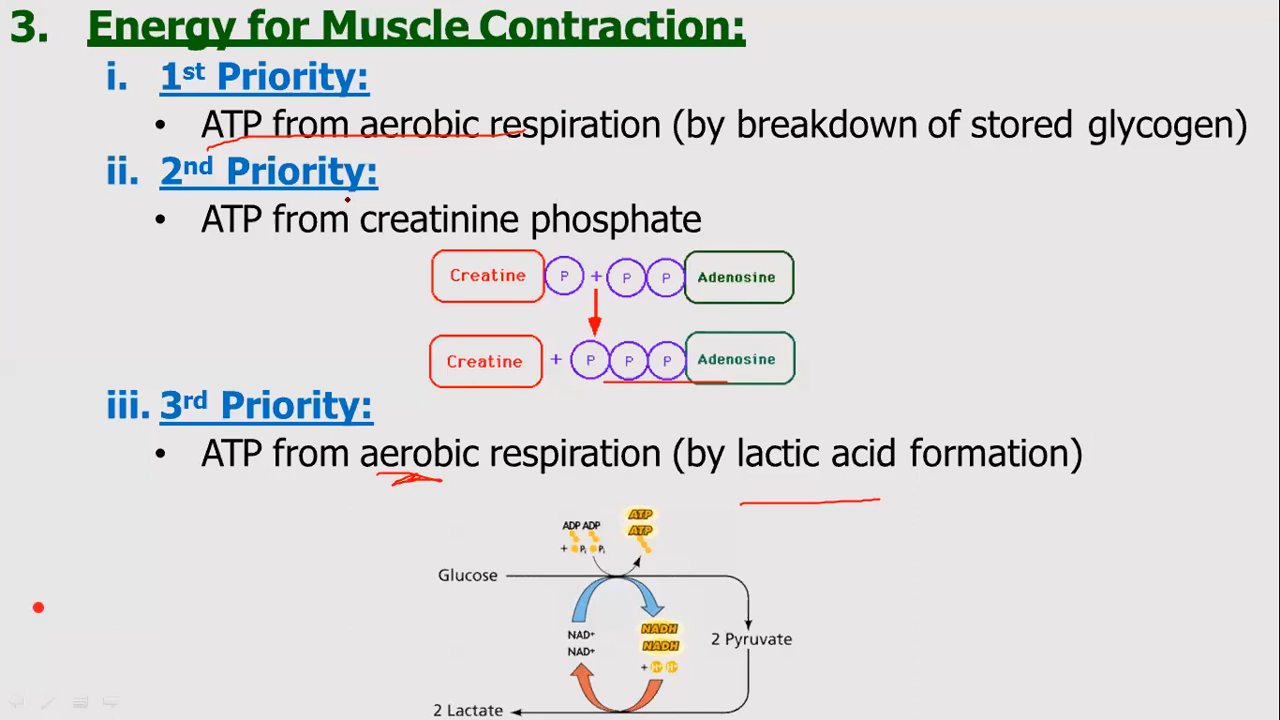 3. Energy for Muscle Contraction:
i. 1st Priority:
• ATP from aerobic respiration (by breakdown of stored glycogen)
ii. 2nd Priority:
• ATP from creatinine phosphate
Creatine P + P P Adenosine
Creatine + P P P Adenosine
iii. 3rd Priority:
• ATP from aerobic respiration (by lactic acid formation)
ATP
ADP ADP ATP
+ Pi Pi
Glucose
NAD+ NADH
NAD+ NADH
2 Pyruvate
+ H+ H+
2 Lactate